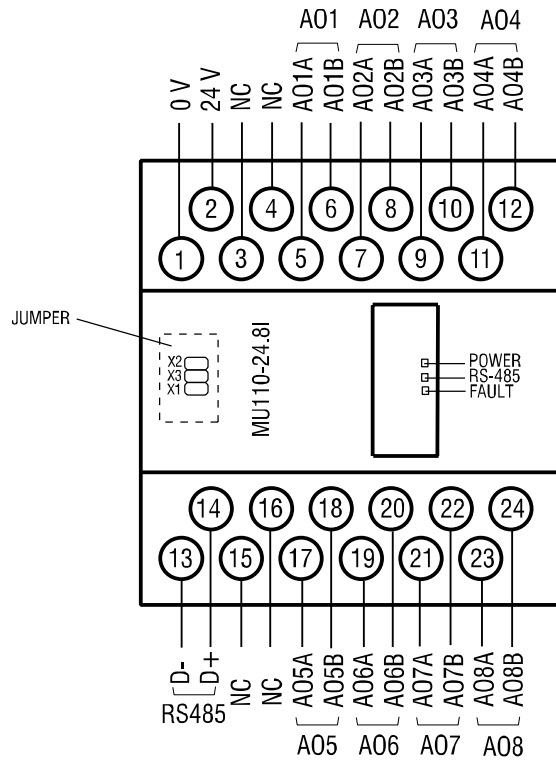 AO1 AO2 AO3 AO4
0 V 24 V NC NC AO1A AO1B AO2A AO2B AO3A AO3B AO4A AO4B
2 4 6 8 10 12
1 3 5 7 9 11
JUMPER
X2
X3
X1
MU110-24.8I
POWER
RS-485
FAULT
14 16 18 20 22 24
13 15 17 19 21 23
D- D+ NC NC AO5A AO5B AO6A AO6B AO7A AO7B AO8A AO8B
RS485
AO5 AO6 AO7 AO8